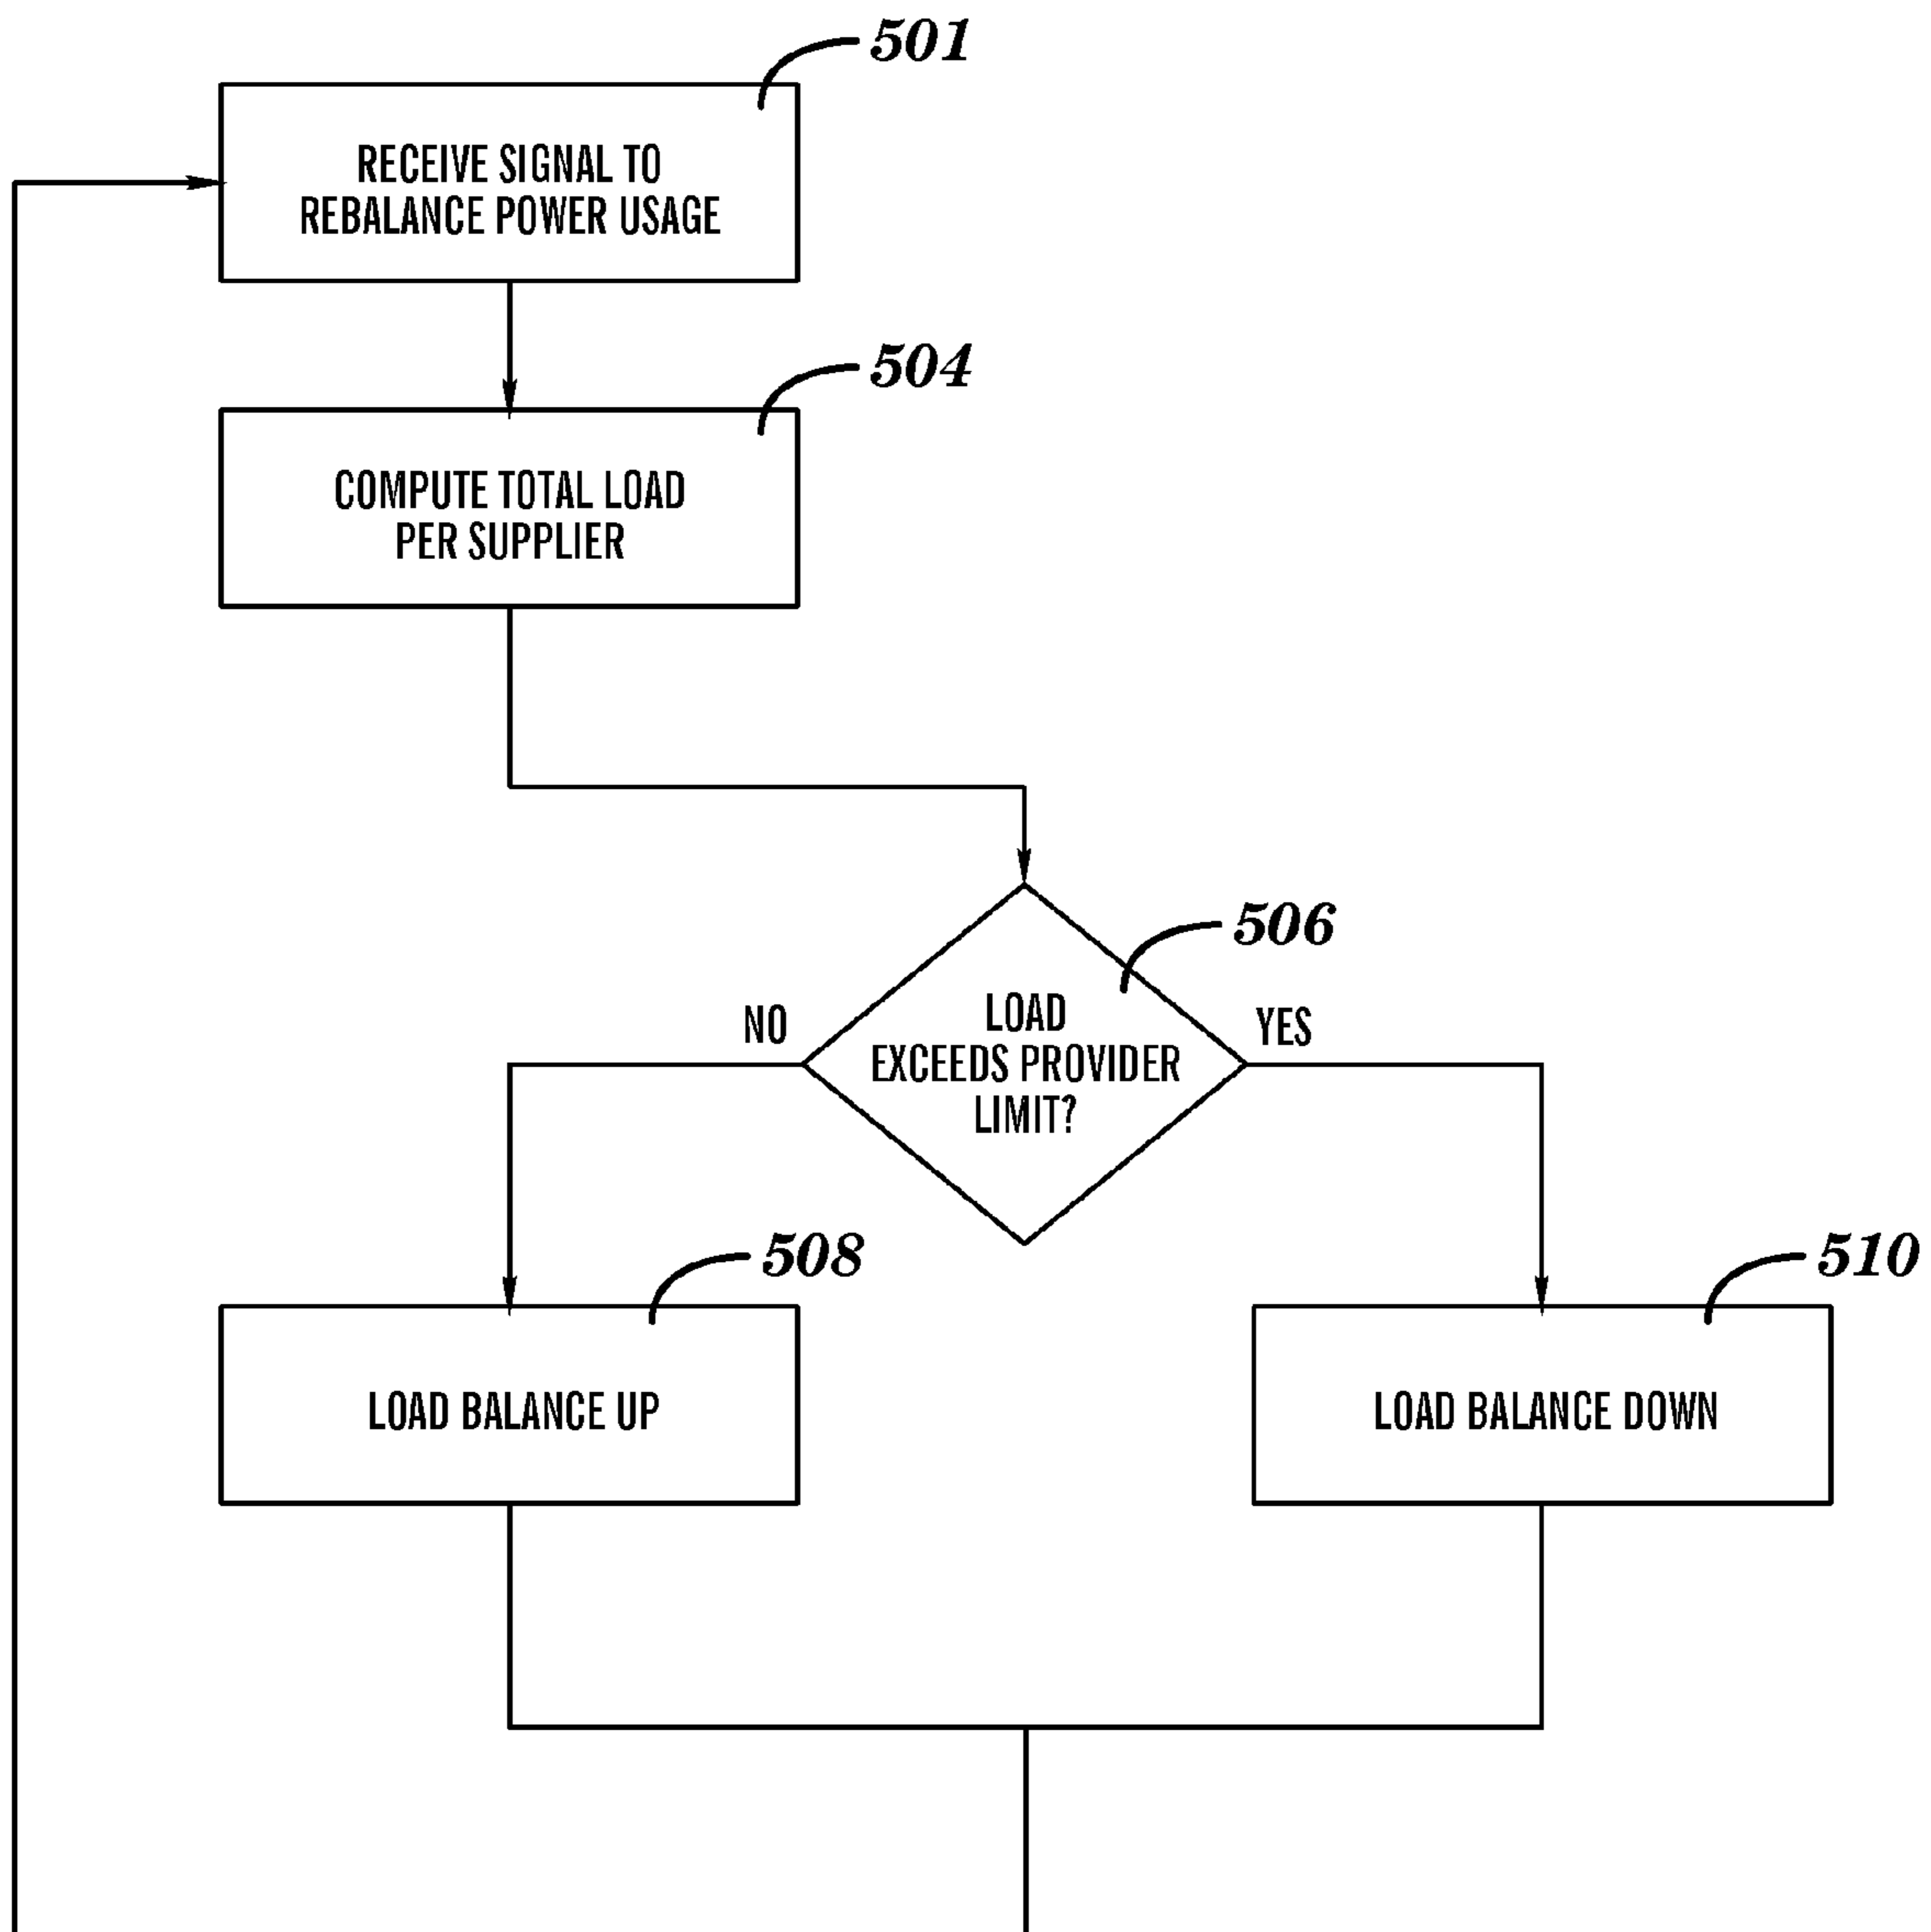 501
RECEIVE SIGNAL TO
REBALANCE POWER USAGE
504
COMPUTE TOTAL LOAD
PER SUPPLIER
506
LOAD
EXCEEDS PROVIDER
LIMIT?
NO
YES
508
LOAD BALANCE UP
510
LOAD BALANCE DOWN